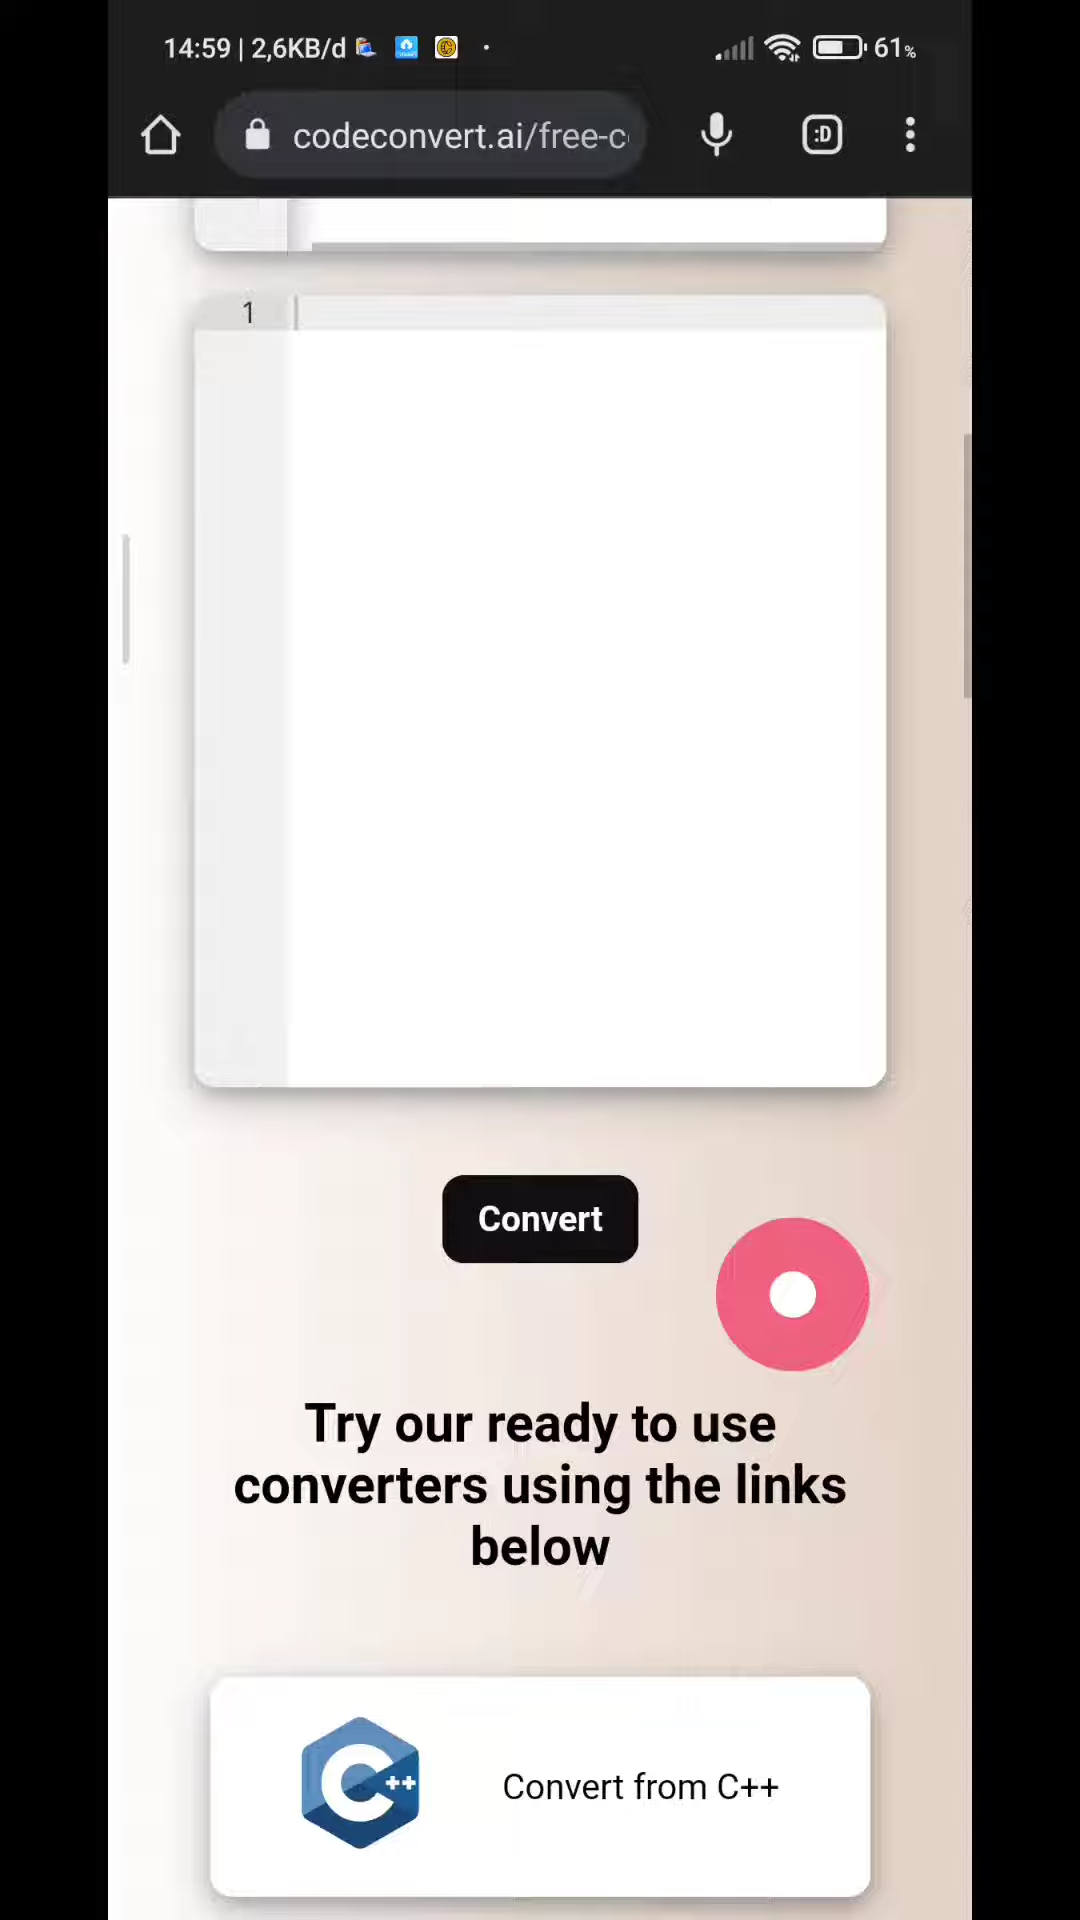 14:59 | 2,6KB/d
61%
codeconvert.ai/free-c
:D
1
Convert
Try our ready to use
converters using the links
below
C++
Convert from C++